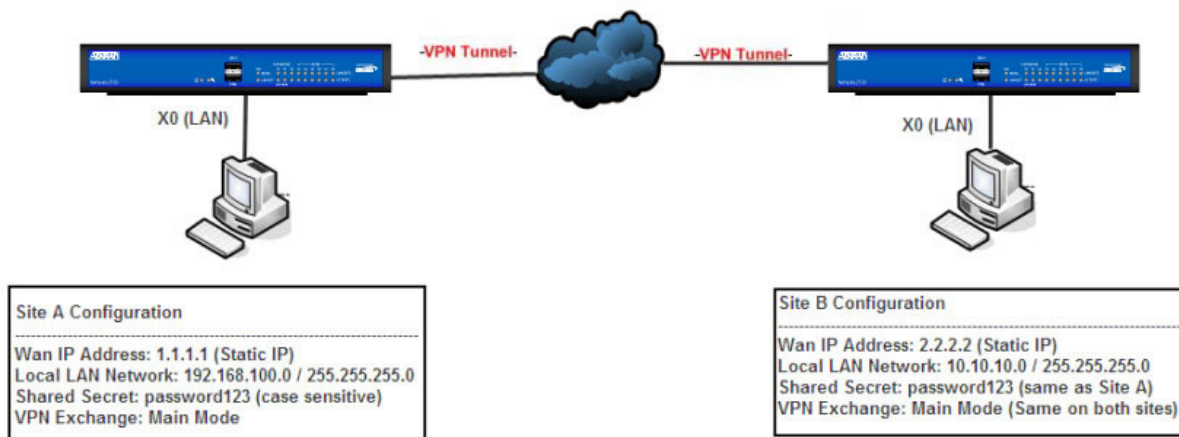 -VPN Tunnel-
-VPN Tunnel-
X0 (LAN)
X0 (LAN)
Site A Configuration
Wan IP Address: 1.1.1.1 (Static IP)
Local LAN Network: 192.168.100.0 / 255.255.255.0
Shared Secret: password123 (case sensitive)
VPN Exchange: Main Mode
Site B Configuration
Wan IP Address: 2.2.2.2 (Static IP)
Local LAN Network: 10.10.10.0 / 255.255.255.0
Shared Secret: password123 (same as Site A)
VPN Exchange: Main Mode (Same on both sites)